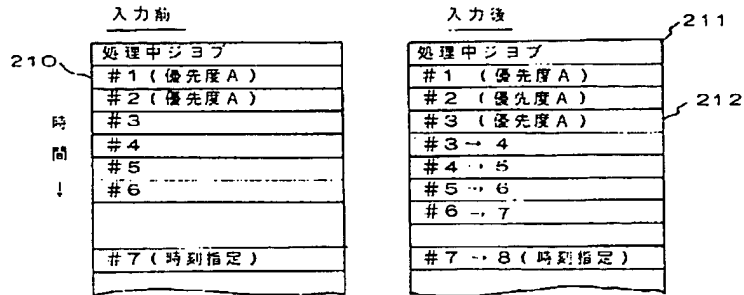 入力前
入力後
211
処理中ジョブ
処理中ジョブ
210
#1(優先度A)
#1 (優先度A)
#2(優先度A)
#2 (優先度A)
212
時間↓
#3
#3 (優先度A)
#4
#3→ 4
#5
#4→ 5
#6
#5→ 6
#6→ 7
#7(時刻指定)
#7→ 8(時刻指定)